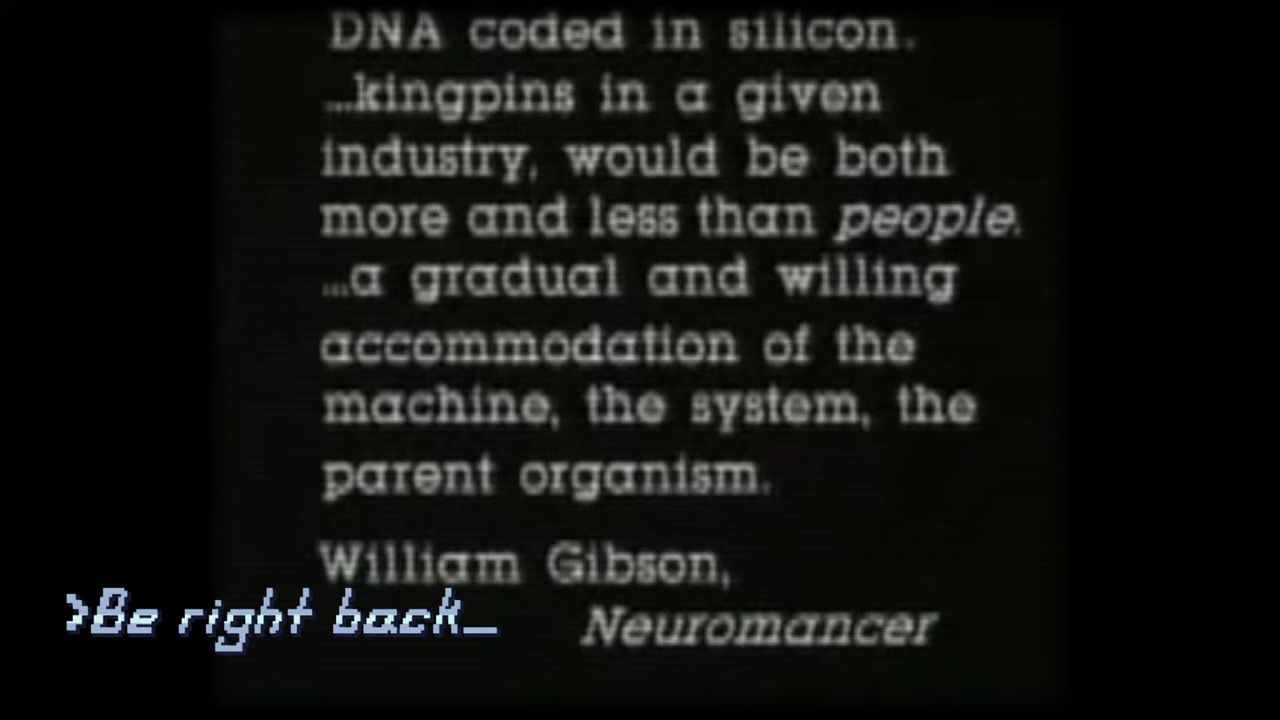 DNA coded in silicon.
...kingpins in a given
industry, would be both
more and less than people.
...a gradual and willing
accommodation of the
machine, the system, the
parent organism.
William Gibson,
>Be right back_
Neuromancer